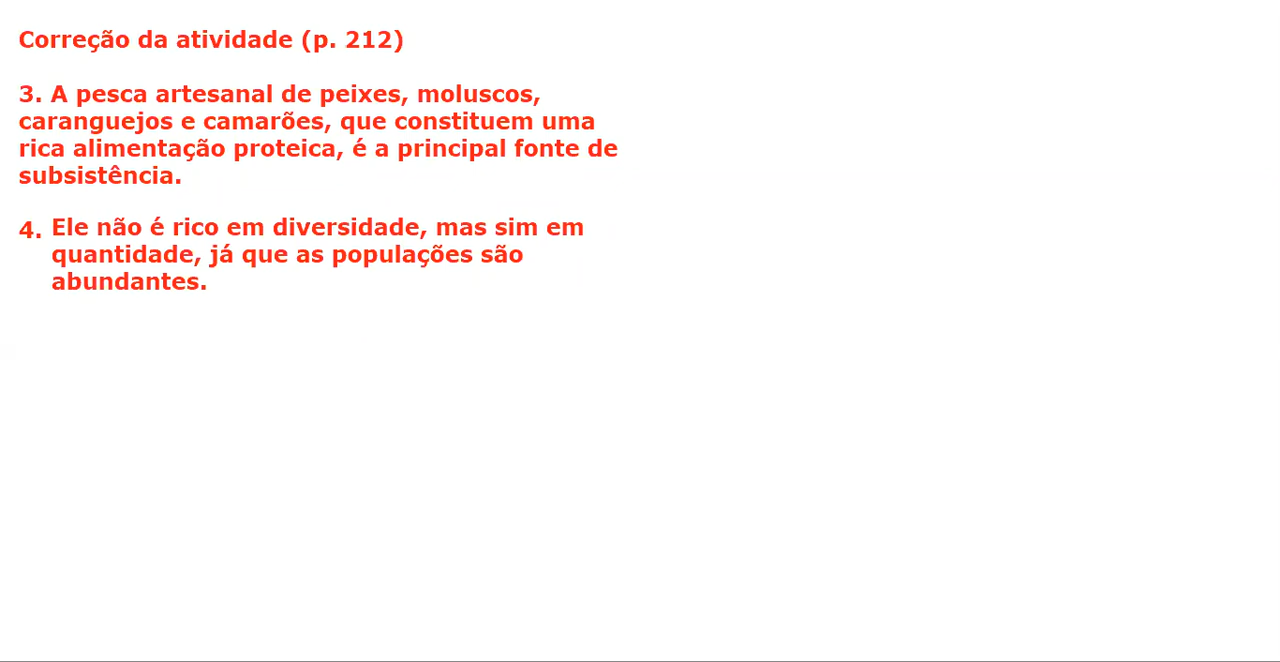 Correção da atividade (p. 212)
3. A pesca artesanal de peixes, moluscos,
caranguejos e camarões, que constituem uma
rica alimentação proteica, é a principal fonte de
subsistência.
4. Ele não é rico em diversidade, mas sim em
quantidade, já que as populações são
abundantes.